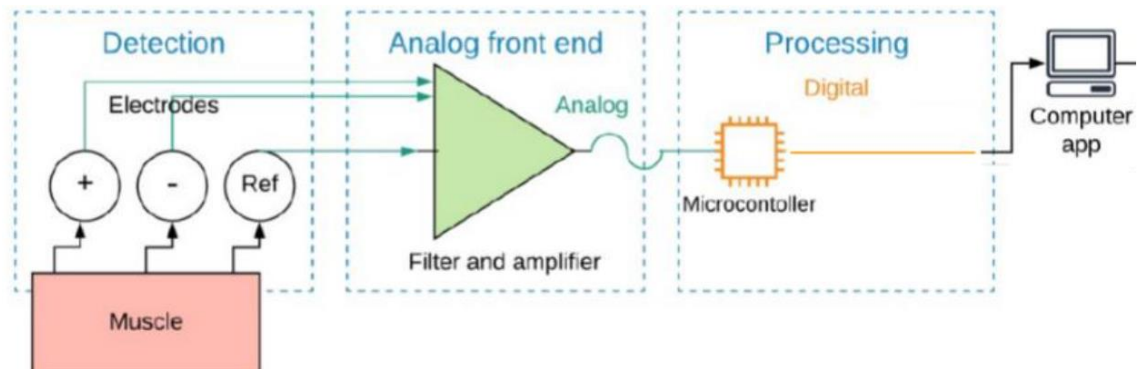 Detection
Analog front end
Processing
Electrodes
Analog
Digital
+
-
Ref
Microcontoller
Computer
app
Filter and amplifier
Muscle